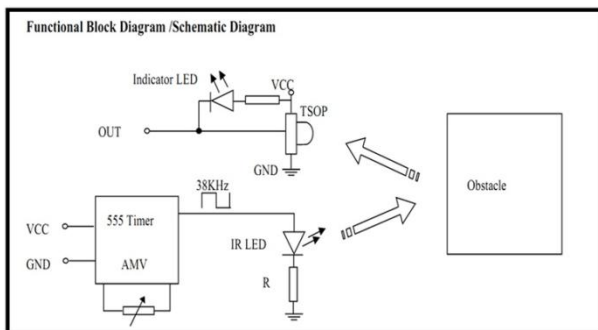 Functional Block Diagram /Schematic Diagram
Indicator LED
VCC
TSOP
OUT
GND
38KHz
Obstacle
555 Timer
VCC
IR LED
GND
AMV
R